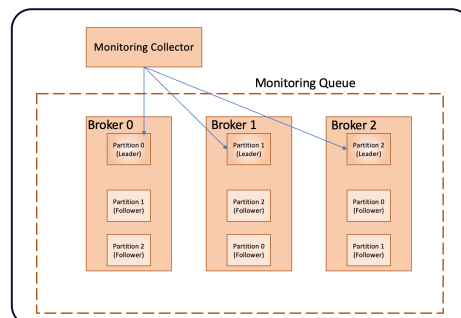 Monitoring Collector
Monitoring Queue
Broker 0
Broker 1
Broker 2
Partition 0
(Leader)
Partition 1
(Leader)
Partition 2
(Leader)
Partition 1
(Follower)
Partition 2
(Follower)
Partition 0
(Follower)
Partition 2
(Follower)
Partition 0
(Follower)
Partition 1
(Follower)